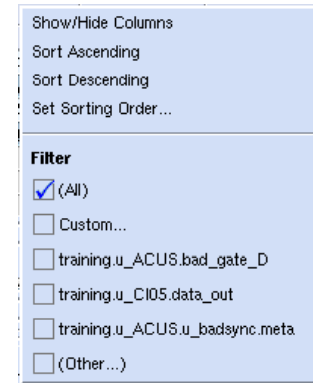 Show/Hide Columns
Sort Ascending
Sort Descending
Set Sorting Order...
Filter
(All)
Custom...
training.u_ACUS.bad_gate_D
training.u_CI05.data_out
training.u_ACUS.u_badsync.meta
(Other...)